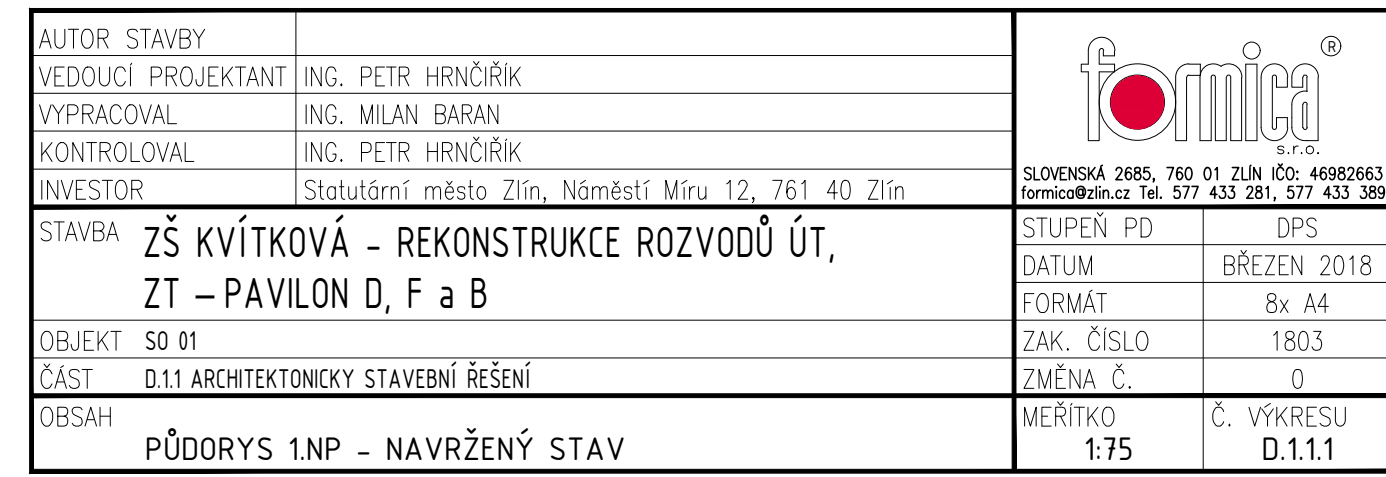 AUTOR STAVBY
VEDOUCÍ PROJEKTANT ING. PETR HRNČIŘÍK
VYPRACOVAL ING. MILAN BARAN
KONTROLOVAL ING. PETR HRNČIŘÍK
INVESTOR Statutární město Zlín, Náměstí Míru 12, 761 40 Zlín
formica ®
s.r.o.
SLOVENSKÁ 2685, 760 01 ZLÍN IČO: 46982663
formica@zlin.cz Tel. 577 433 281, 577 433 389
STAVBA ZŠ KVÍTKOVÁ - REKONSTRUKCE ROZVODŮ ÚT,
ZT – PAVILON D, F a B
OBJEKT SO 01
ČÁST D.1.1 ARCHITEKTONICKY STAVEBNÍ ŘEŠENÍ
OBSAH
PŮDORYS 1.NP - NAVRŽENÝ STAV
STUPEŇ PD DPS
DATUM BŘEZEN 2018
FORMÁT 8x A4
ZAK. ČÍSLO 1803
ZMĚNA Č. 0
MEŘÍTKO Č. VÝKRESU
1:75 D.1.1.1